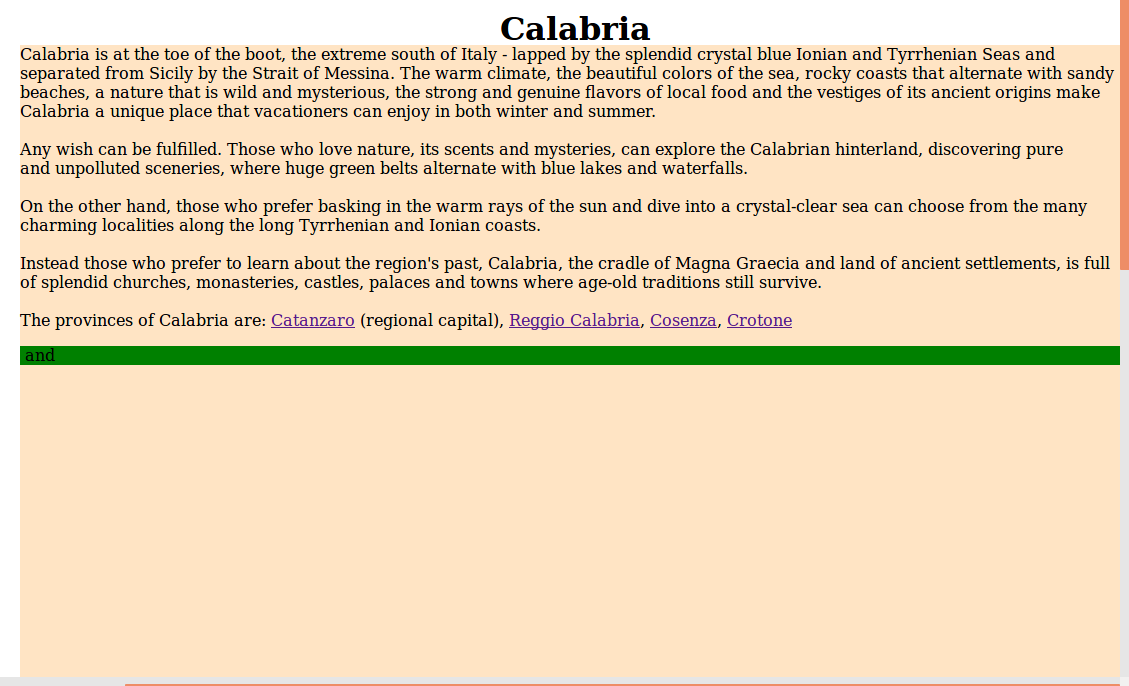 Calabria
Calabria is at the toe of the boot, the extreme south of Italy - lapped by the splendid crystal blue Ionian and Tyrrhenian Seas and
separated from Sicily by the Strait of Messina. The warm climate, the beautiful colors of the sea, rocky coasts that alternate with sandy
beaches, a nature that is wild and mysterious, the strong and genuine flavors of local food and the vestiges of its ancient origins make
Calabria a unique place that vacationers can enjoy in both winter and summer.
Any wish can be fulfilled. Those who love nature, its scents and mysteries, can explore the Calabrian hinterland, discovering pure
and unpolluted sceneries, where huge green belts alternate with blue lakes and waterfalls.
On the other hand, those who prefer basking in the warm rays of the sun and dive into a crystal-clear sea can choose from the many
charming localities along the long Tyrrhenian and Ionian coasts.
Instead those who prefer to learn about the region's past, Calabria, the cradle of Magna Graecia and land of ancient settlements, is full
of splendid churches, monasteries, castles, palaces and towns where age-old traditions still survive.
The provinces of Calabria are: Catanzaro (regional capital), Reggio Calabria, Cosenza, Crotone
and